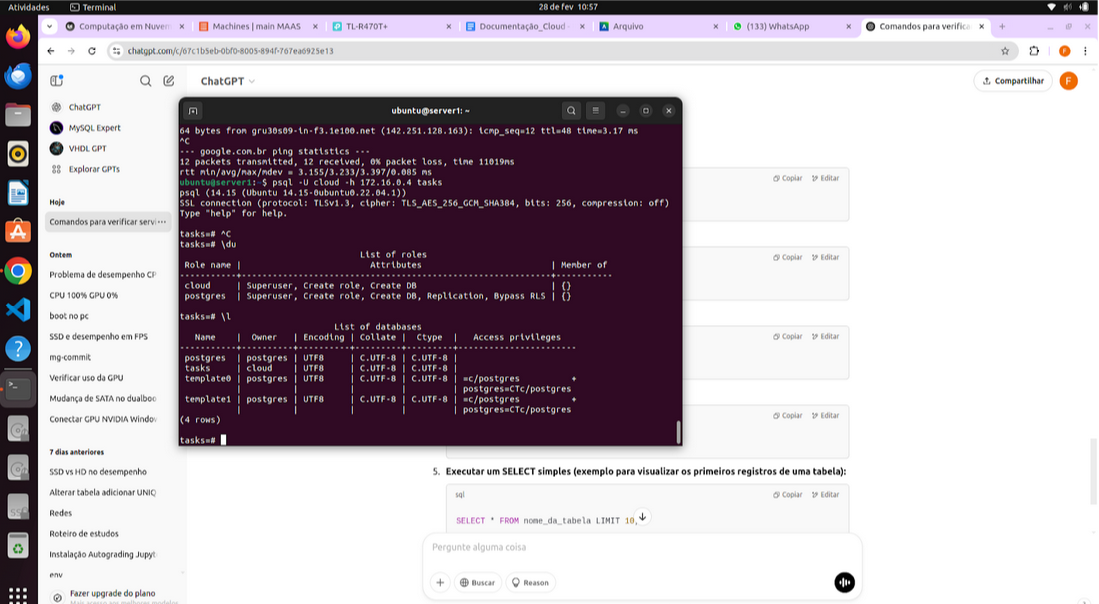 Atividades
Terminal
28 de fev 10:57
Computação em Nuvem
Machines | main MAAS
TL-R470T+
Documentação_Cloud -
Arquivo
(133) WhatsApp
Comandos para verifica
chatgpt.com/c/67c1b5eb-0bf0-8005-894f-767ea6923e13
ChatGPT
Compartilhar
F
ChatGPT
MySQL Expert
VHDL GPT
Explorar GPTs
Hoje
Comandos para verificar servi
Ontem
Problema de desempenho CP
CPU 100% GPU 0%
boot no pc
SSD e desempenho em FPS
mg-commit
Verificar uso da GPU
Mudança de SATA no dualboo
Conectar GPU NVIDIA Window
7 dias anteriores
SSD vs HD no desempenho
Alterar tabela adicionar UNIQ
Redes
Roteiro de estudos
Instalação Autograding Jupyt
env
Fazer upgrade do plano
ubuntu@server1: ~
64 bytes from gru30s09-in-f3.1e100.net (142.251.128.163): icmp_seq=12 ttl=48 time=3.17 ms
^C
--- google.com.br ping statistics ---
12 packets transmitted, 12 received, 0% packet loss, time 11019ms
rtt min/avg/max/mdev = 3.155/3.233/3.397/0.085 ms
ubuntu@server1:~$ psql -U cloud -h 172.16.0.4 tasks
psql (14.15 (Ubuntu 14.15-0ubuntu0.22.04.1))
SSL connection (protocol: TLSv1.3, cipher: TLS_AES_256_GCM_SHA384, bits: 256, compression: off)
Type "help" for help.
tasks=# ^C
tasks=# \du
List of roles
Role name | Attributes | Member of
cloud | Superuser, Create role, Create DB | {}
postgres | Superuser, Create role, Create DB, Replication, Bypass RLS | {}
tasks=# \l
List of databases
Name | Owner | Encoding | Collate | Ctype | Access privileges
postgres | postgres | UTF8 | C.UTF-8 | C.UTF-8 |
tasks | cloud | UTF8 | C.UTF-8 | C.UTF-8 |
template0 | postgres | UTF8 | C.UTF-8 | C.UTF-8 | =c/postgres +
| | | | | postgres=CTc/postgres
template1 | postgres | UTF8 | C.UTF-8 | C.UTF-8 | =c/postgres +
| | | | | postgres=CTc/postgres
(4 rows)
tasks=#
Copiar Editar
Copiar Editar
Copiar Editar
Copiar Editar
5. Executar um SELECT simples (exemplo para visualizar os primeiros registros de uma tabela):
sql
Copiar Editar
SELECT * FROM nome_da_tabela LIMIT 10;
Pergunte alguma coisa
Buscar
Reason